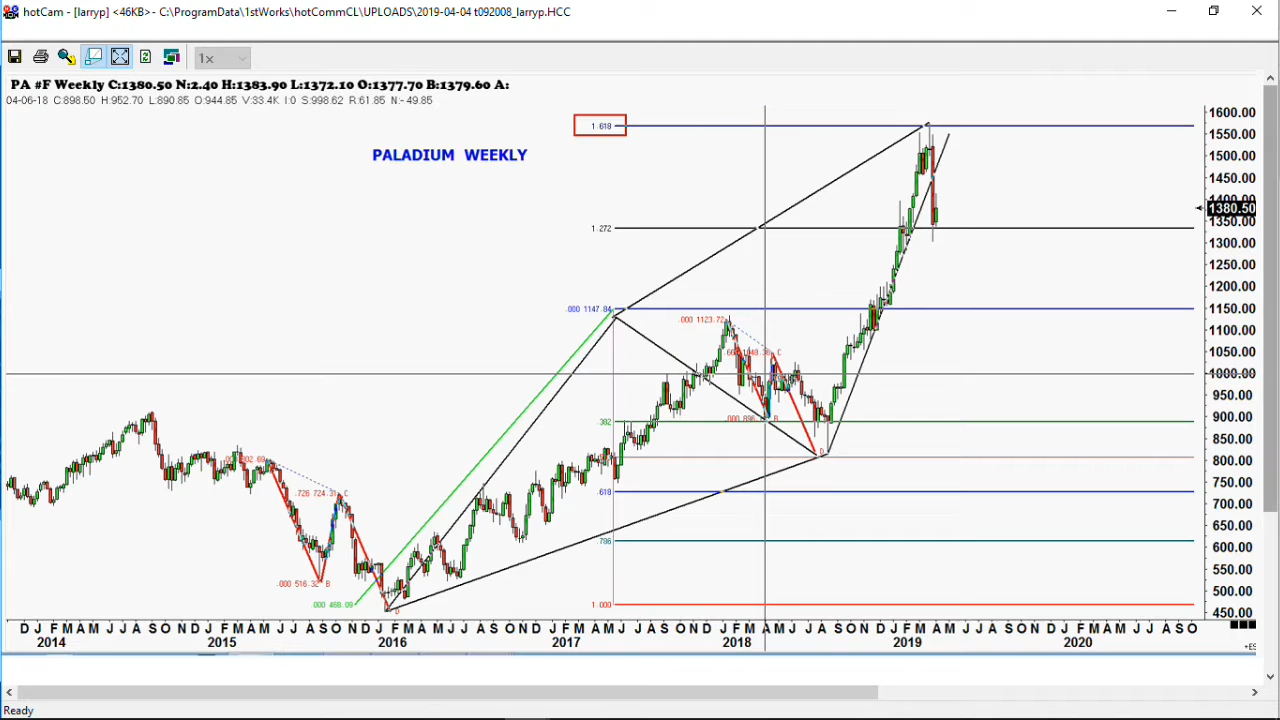 hotCam - [larryp] <46KB>- C:\ProgramData\1stWorks\hotCommCL\UPLOADS\2019-04-04 t092008_larryp.HCC
1x
PA #F Weekly C:1380.50 N:2.40 H:1383.90 L:1372.10 O:1377.70 B:1379.60 A:
04-06-18 C:898.50 H:952.70 L:890.85 O:944.85 V:33.4K I:0 S:998.62 R:61.85 N:-49.85
PALADIUM WEEKLY
1.618
1.272
.000 1147.84
.000 1123.72
C
B
.382
D
.618
.786
1.000
.726 724.31 C
.000 516.32 B
.000 468.09
D
1600.00
1550.00
1500.00
1450.00
1400.00
1380.50
1350.00
1300.00
1250.00
1200.00
1150.00
1100.00
1050.00
1000.00
950.00
900.00
850.00
800.00
750.00
700.00
650.00
600.00
550.00
500.00
450.00
D J F M A M J J A S O N D J F M A M J J A S O N D J F M A M J J A S O N D J F M A M J J A S O N D J F M A M J J A S O N D J F M A M J J A S O N D J F M A M J J A S O
2014 2015 2016 2017 2018 2019 2020
Ready